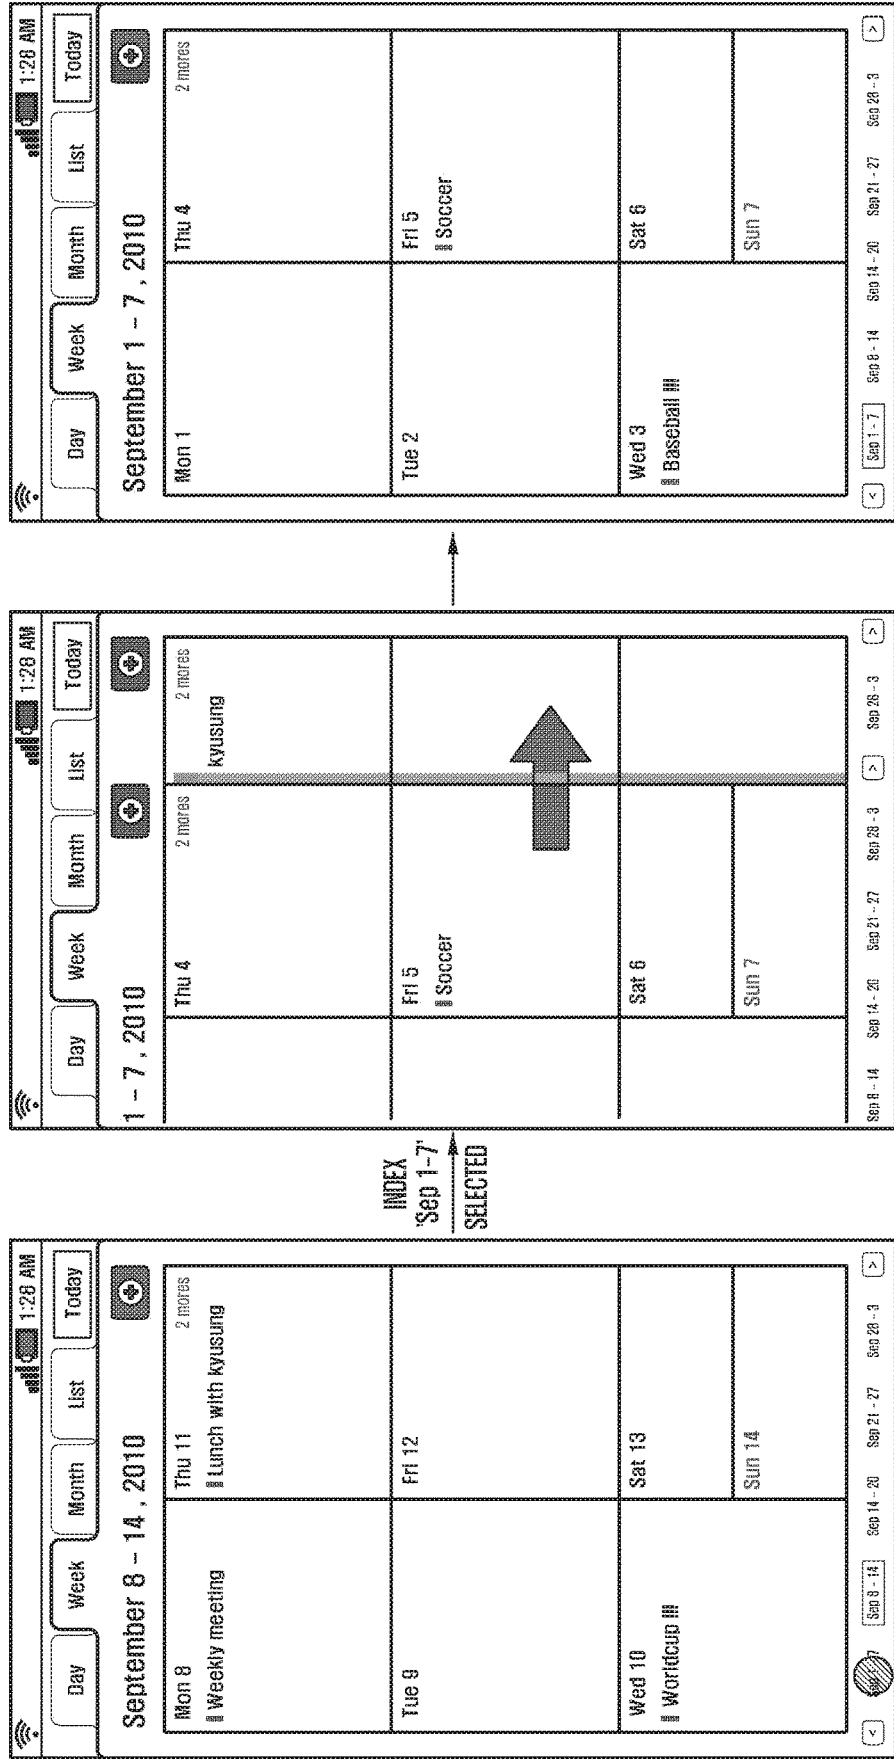 1:28 AM
Day Week Month List Today
September 8 – 14 , 2010
Mon 8
Weekly meeting
Thu 11 2 mores
Lunch with kyusung
Tue 9
Fri 12
Wed 10
Worldcup III
Sat 13
Sun 14
< Sep 8 - 14 Sep 14 - 20 Sep 21 - 27 Sep 28 - 3 >
INDEX
'Sep 1–7'
SELECTED
1:28 AM
Day Week Month List Today
1 – 7 , 2010
Thu 4 2 mores
2 mores
kyusung
Fri 5
Soccer
Sat 6
Sun 7
Sep 8 - 14 Sep 14 - 20 Sep 21 - 27 Sep 28 - 3 > Sep 28 - 3 >
1:28 AM
Day Week Month List Today
September 1 – 7 , 2010
Mon 1
Thu 4 2 mores
Tue 2
Fri 5
Soccer
Wed 3
Baseball III
Sat 6
Sun 7
< Sep 1 - 7 Sep 8 - 14 Sep 14 - 20 Sep 21 - 27 Sep 28 - 3 >